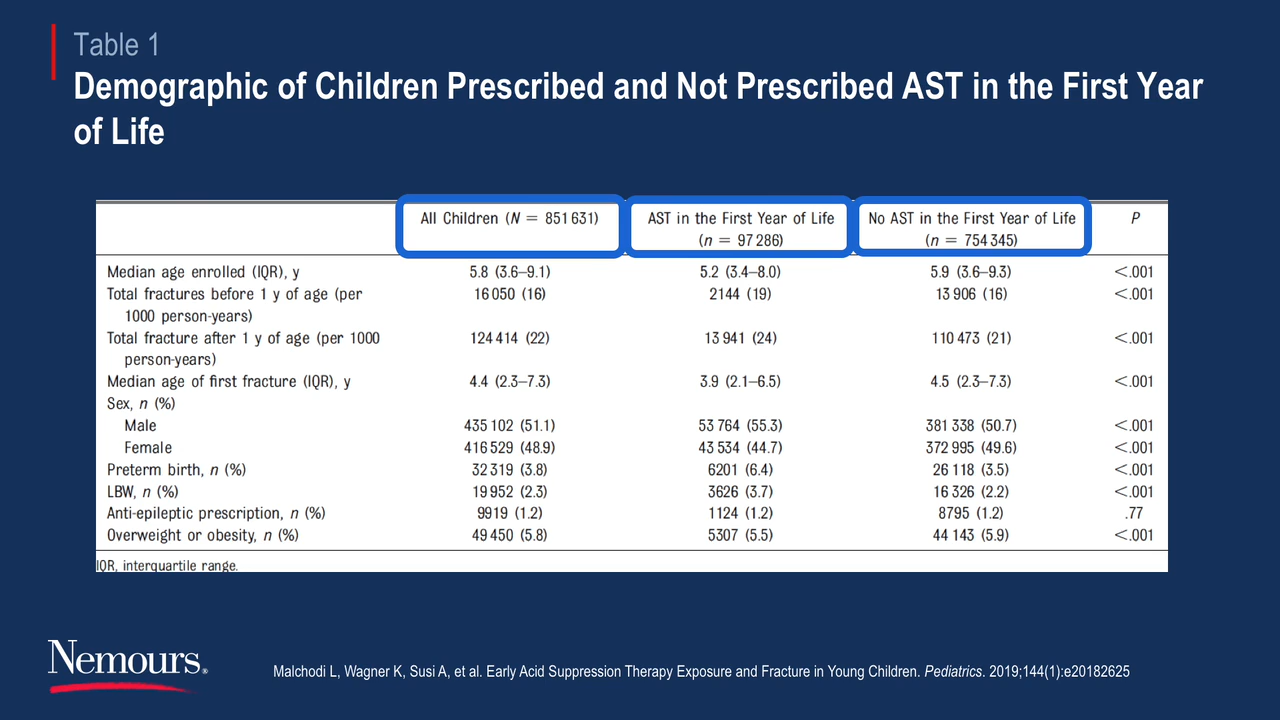 Table 1
Demographic of Children Prescribed and Not Prescribed AST in the First Year
of Life
All Children (N = 851 631) AST in the First Year of Life No AST in the First Year of Life P
(n = 97 286) (n = 754 345)
Median age enrolled (IQR), y 5.8 (3.6–9.1) 5.2 (3.4–8.0) 5.9 (3.6–9.3) <.001
Total fractures before 1 y of age (per 16 050 (16) 2144 (19) 13 906 (16) <.001
1000 person-years)
Total fracture after 1 y of age (per 1000 124 414 (22) 13 941 (24) 110 473 (21) <.001
person-years)
Median age of first fracture (IQR), y 4.4 (2.3–7.3) 3.9 (2.1–6.5) 4.5 (2.3–7.3) <.001
Sex, n (%)
Male 435 102 (51.1) 53 764 (55.3) 381 338 (50.7) <.001
Female 416 529 (48.9) 43 534 (44.7) 372 995 (49.6) <.001
Preterm birth, n (%) 32 319 (3.8) 6201 (6.4) 26 118 (3.5) <.001
LBW, n (%) 19 952 (2.3) 3626 (3.7) 16 326 (2.2) <.001
Anti-epileptic prescription, n (%) 9919 (1.2) 1124 (1.2) 8795 (1.2) .77
Overweight or obesity, n (%) 49 450 (5.8) 5307 (5.5) 44 143 (5.9) <.001
IQR, interquartile range.
Nemours®
Malchodi L, Wagner K, Susi A, et al. Early Acid Suppression Therapy Exposure and Fracture in Young Children. Pediatrics. 2019;144(1):e20182625